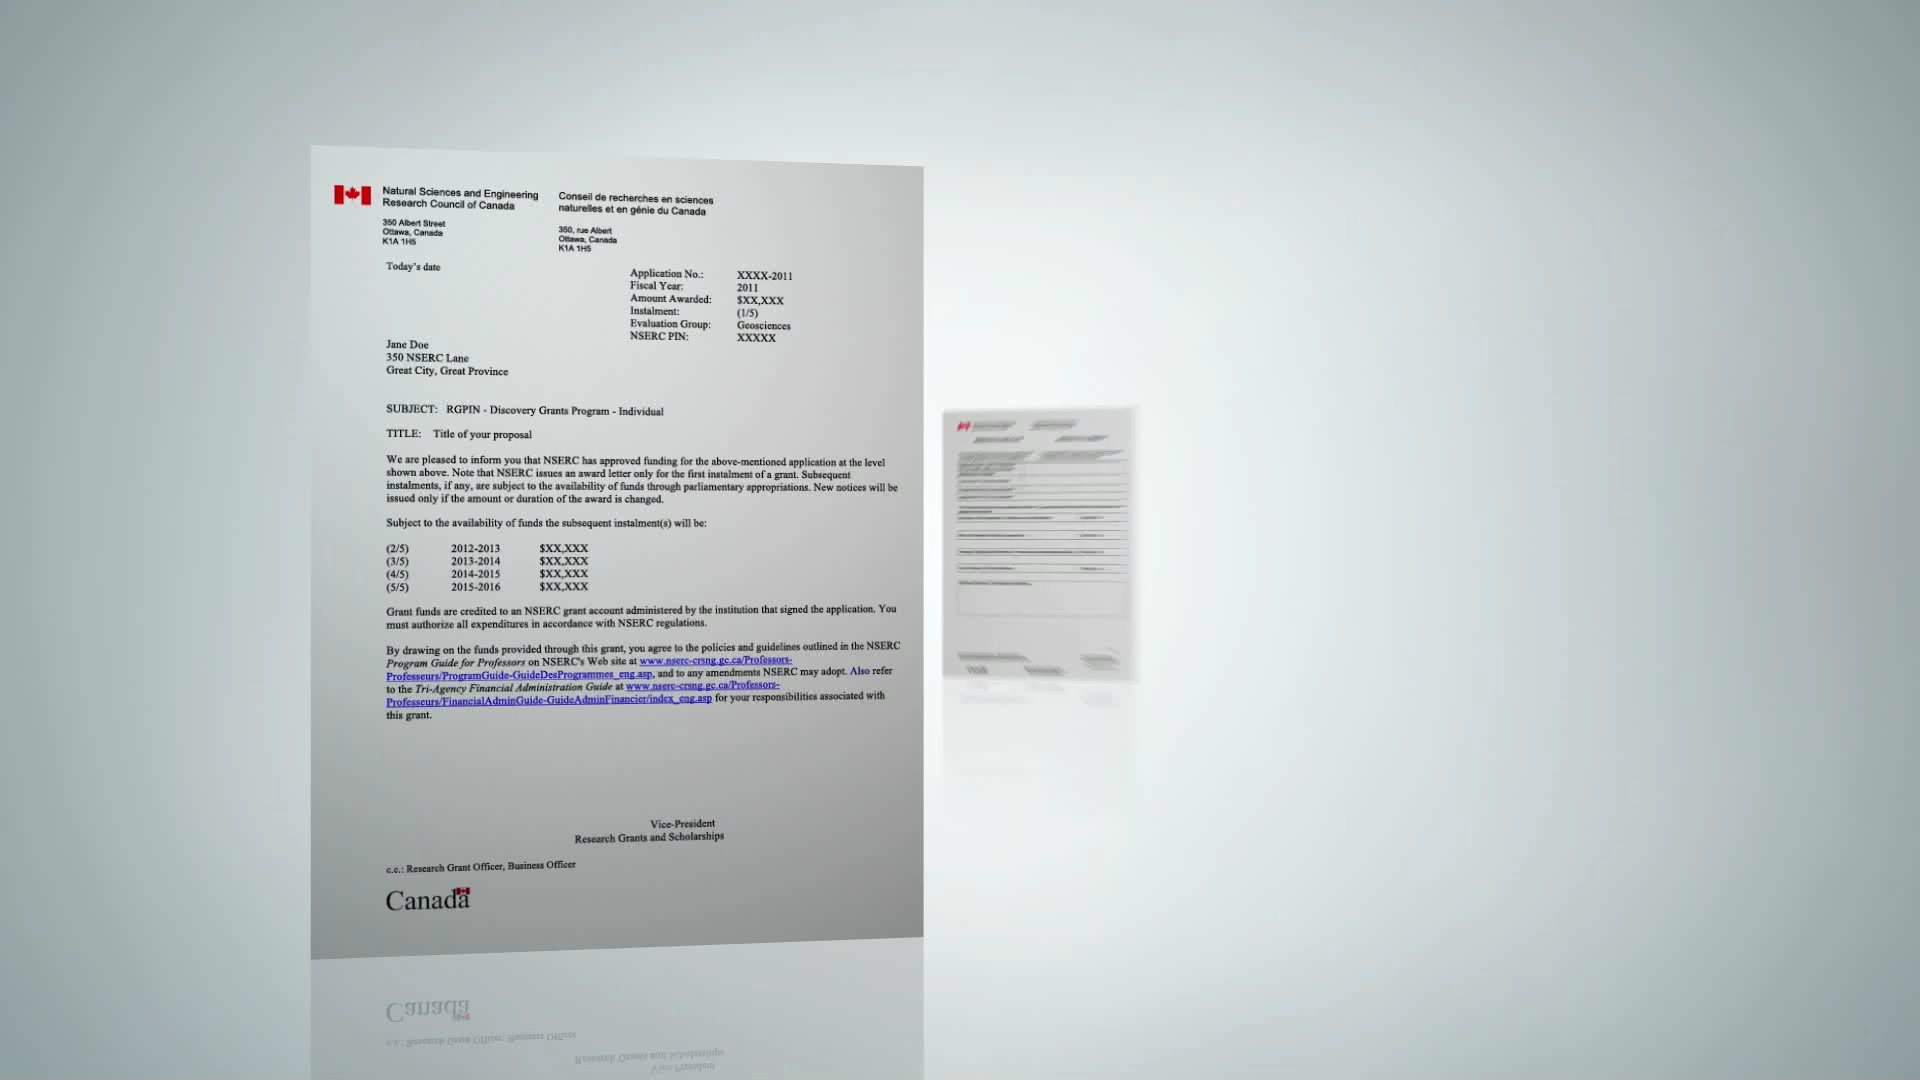 Natural Sciences and Engineering
Research Council of Canada
350 Albert Street
Ottawa, Canada
K1A 1H5
Conseil de recherches en sciences
naturelles et en génie du Canada
350, rue Albert
Ottawa, Canada
K1A 1H5
Today's date
Application No.: XXXX-2011
Fiscal Year: 2011
Amount Awarded: $XX,XXX
Instalment: (1/5)
Evaluation Group: Geosciences
NSERC PIN: XXXXX
Jane Doe
350 NSERC Lane
Great City, Great Province
SUBJECT: RGPIN - Discovery Grants Program - Individual
TITLE: Title of your proposal
We are pleased to inform you that NSERC has approved funding for the above-mentioned application at the level
shown above. Note that NSERC issues an award letter only for the first instalment of a grant. Subsequent
instalments, if any, are subject to the availability of funds through parliamentary appropriations. New notices will be
issued only if the amount or duration of the award is changed.
Subject to the availability of funds the subsequent instalment(s) will be:
(2/5) 2012-2013 $XX,XXX
(3/5) 2013-2014 $XX,XXX
(4/5) 2014-2015 $XX,XXX
(5/5) 2015-2016 $XX,XXX
Grant funds are credited to an NSERC grant account administered by the institution that signed the application. You
must authorize all expenditures in accordance with NSERC regulations.
By drawing on the funds provided through this grant, you agree to the policies and guidelines outlined in the NSERC
Program Guide for Professors on NSERC's Web site at www.nserc-crsng.gc.ca/Professors-
Professeurs/ProgramGuide-GuideDesProgrammes_eng.asp, and to any amendments NSERC may adopt. Also refer
to the Tri-Agency Financial Administration Guide at www.nserc-crsng.gc.ca/Professors-
Professeurs/FinancialAdminGuide-GuideAdminFinancier/index_eng.asp for your responsibilities associated with
this grant.
Vice-President
Research Grants and Scholarships
c.c.: Research Grant Officer, Business Officer
Canada